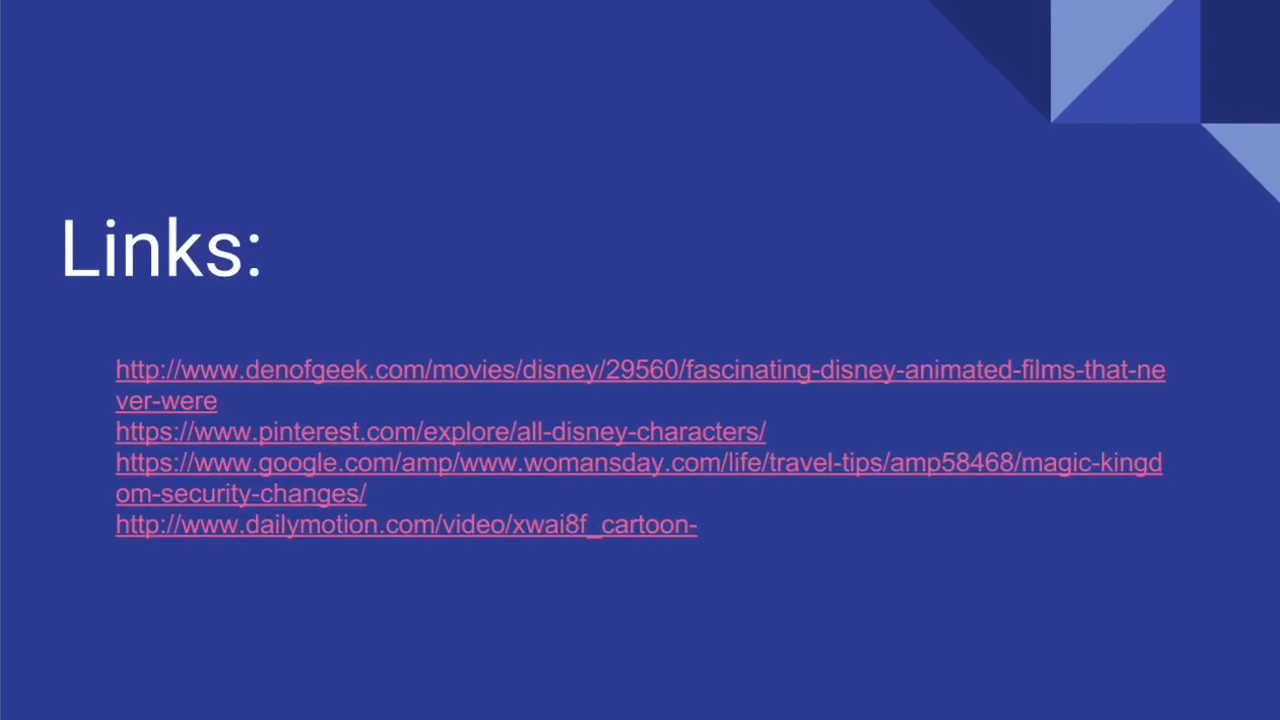 Links:
http://www.denofgeek.com/movies/disney/29560/fascinating-disney-animated-films-that-ne
ver-were
https://www.pinterest.com/explore/all-disney-characters/
https://www.google.com/amp/www.womansday.com/life/travel-tips/amp58468/magic-kingd
om-security-changes/
http://www.dailymotion.com/video/xwai8f_cartoon-